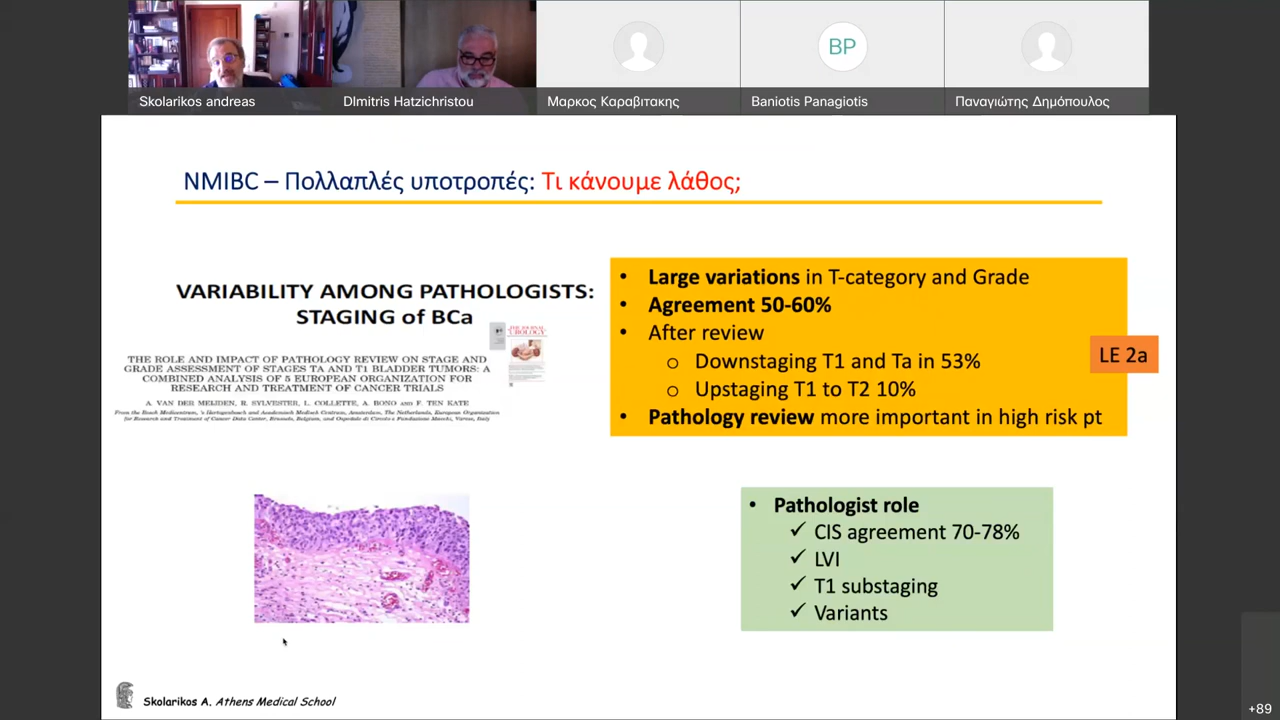 Skolarikos andreas
DImitris Hatzichristou
Μαρκος Καραβιτακης
BP
Baniotis Panagiotis
Παναγιώτης Δημόπουλος
NMIBC – Πολλαπλές υποτροπές: Τι κάνουμε λάθος;
VARIABILITY AMONG PATHOLOGISTS:
STAGING of BCa
THE ROLE AND IMPACT OF PATHOLOGY REVIEW ON STAGE AND
GRADE ASSESSMENT OF STAGES TA AND T1 BLADDER TUMORS: A
COMBINED ANALYSIS OF 5 EUROPEAN ORGANIZATION FOR
RESEARCH AND TREATMENT OF CANCER TRIALS
A. VAN DER MEIJDEN, R. SYLVESTER, L. COLLETTE, A. BONO AND F. TEN KATE
• Large variations in T-category and Grade
• Agreement 50-60%
• After review
o Downstaging T1 and Ta in 53%
o Upstaging T1 to T2 10%
• Pathology review more important in high risk pt
LE 2a
• Pathologist role
✓ CIS agreement 70-78%
✓ LVI
✓ T1 substaging
✓ Variants
Skolarikos A. Athens Medical School
+89